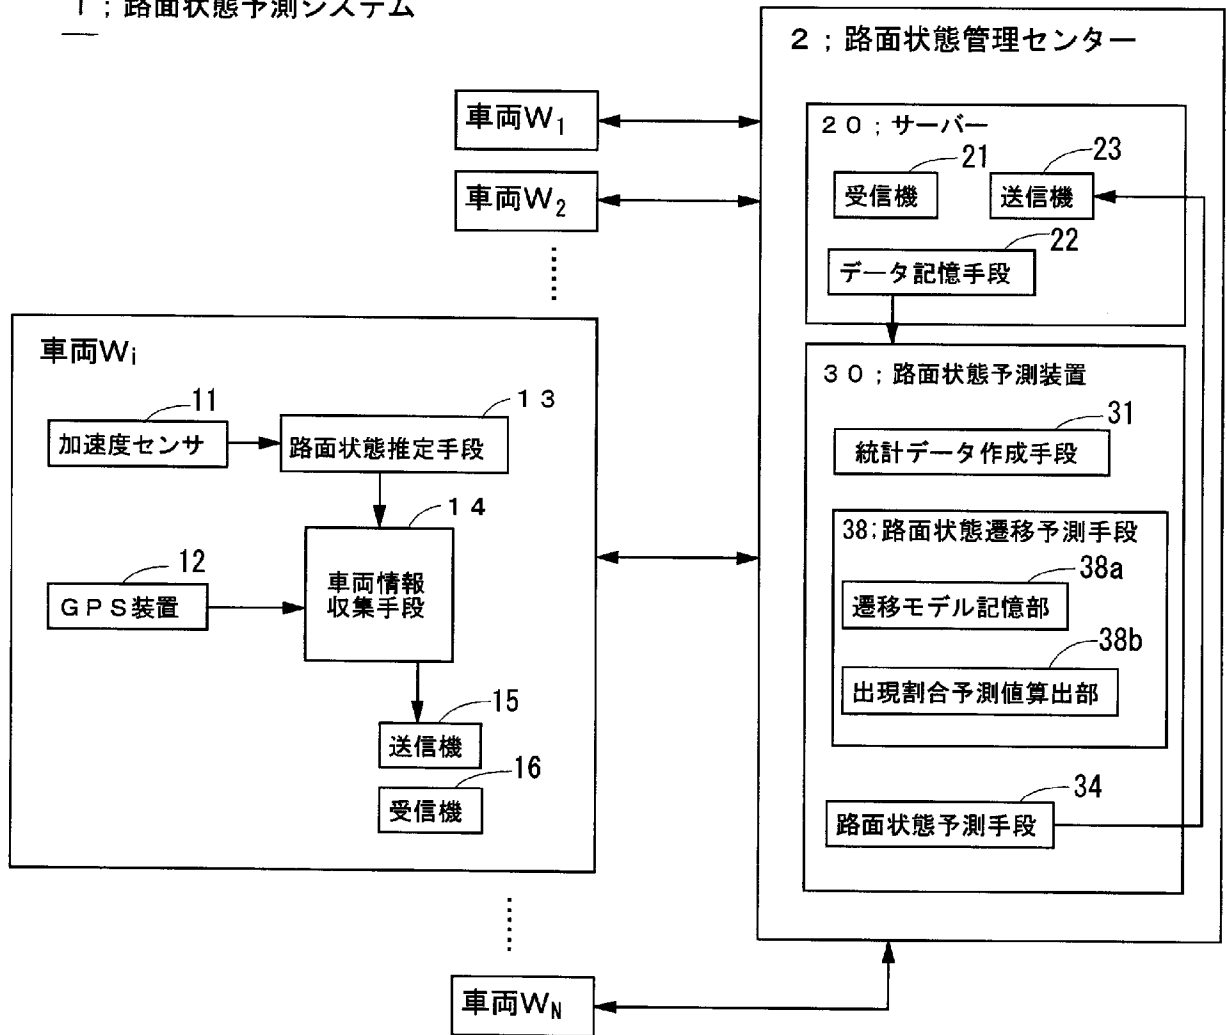 1；路面状態予測システム
2；路面状態管理センター
車両W1
車両W2
20；サーバー
21
23
受信機
送信機
22
データ記憶手段
車両Wi
11
加速度センサ
13
路面状態推定手段
14
車両情報
収集手段
12
GPS装置
15
送信機
16
受信機
30；路面状態予測装置
31
統計データ作成手段
38;路面状態遷移予測手段
38a
遷移モデル記憶部
38b
出現割合予測値算出部
34
路面状態予測手段
車両WN